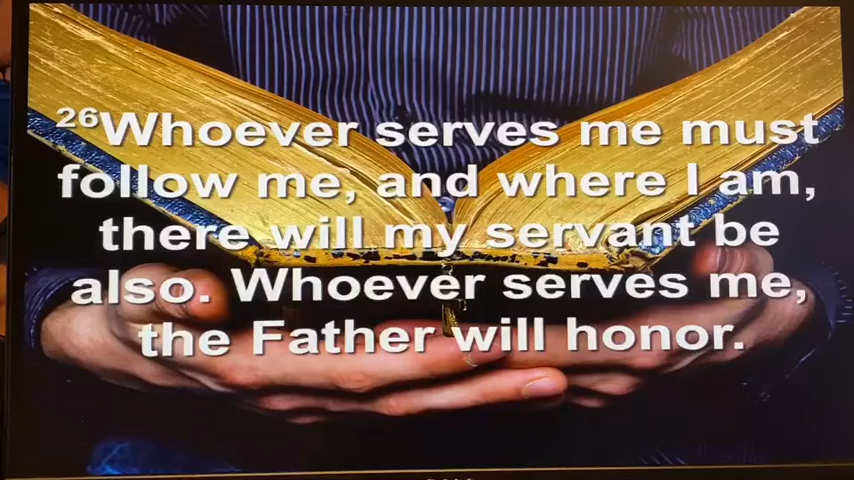 ²⁶Whoever serves me must
follow me, and where I am,
there will my servant be
also. Whoever serves me,
the Father will honor.